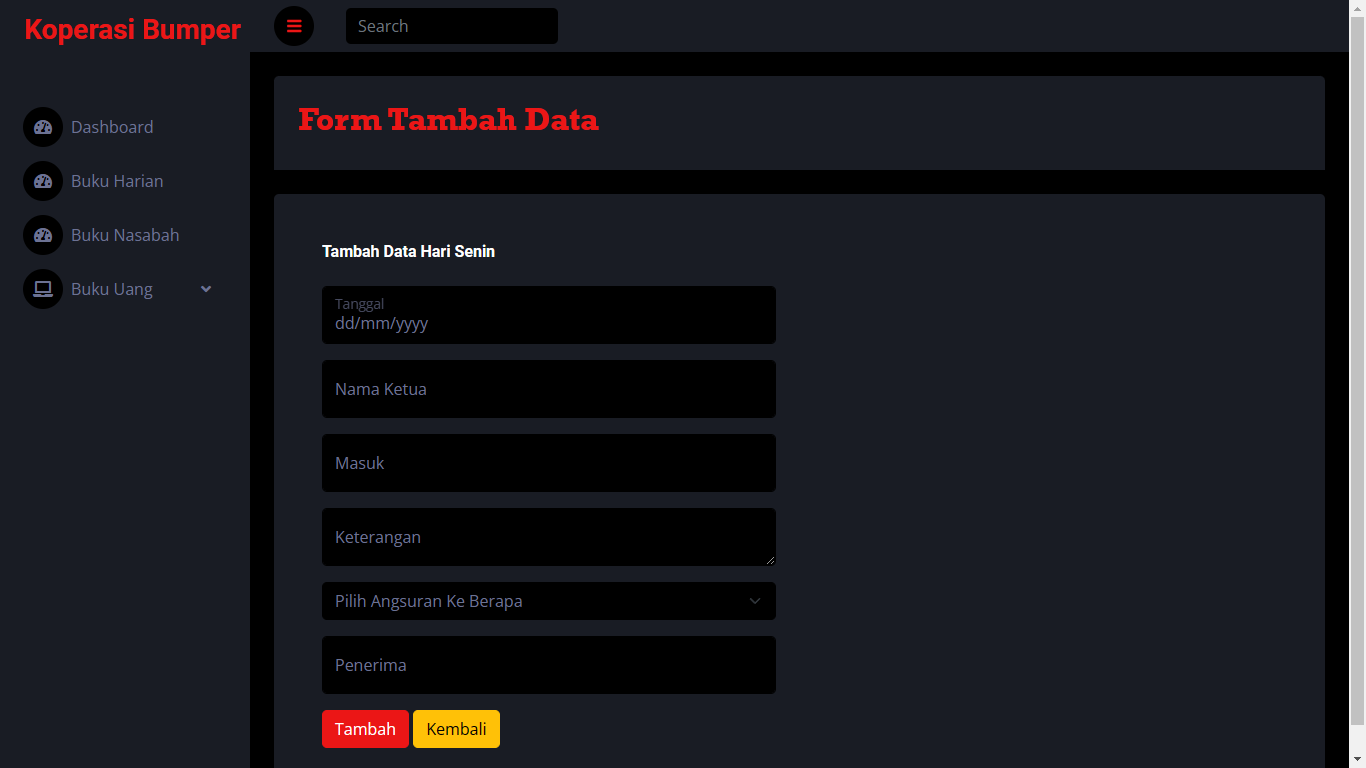 Koperasi Bumper
Search
Dashboard
Buku Harian
Buku Nasabah
Buku Uang
Form Tambah Data
Tambah Data Hari Senin
Tanggal
dd/mm/yyyy
Nama Ketua
Masuk
Keterangan
Pilih Angsuran Ke Berapa
Penerima
Tambah Kembali